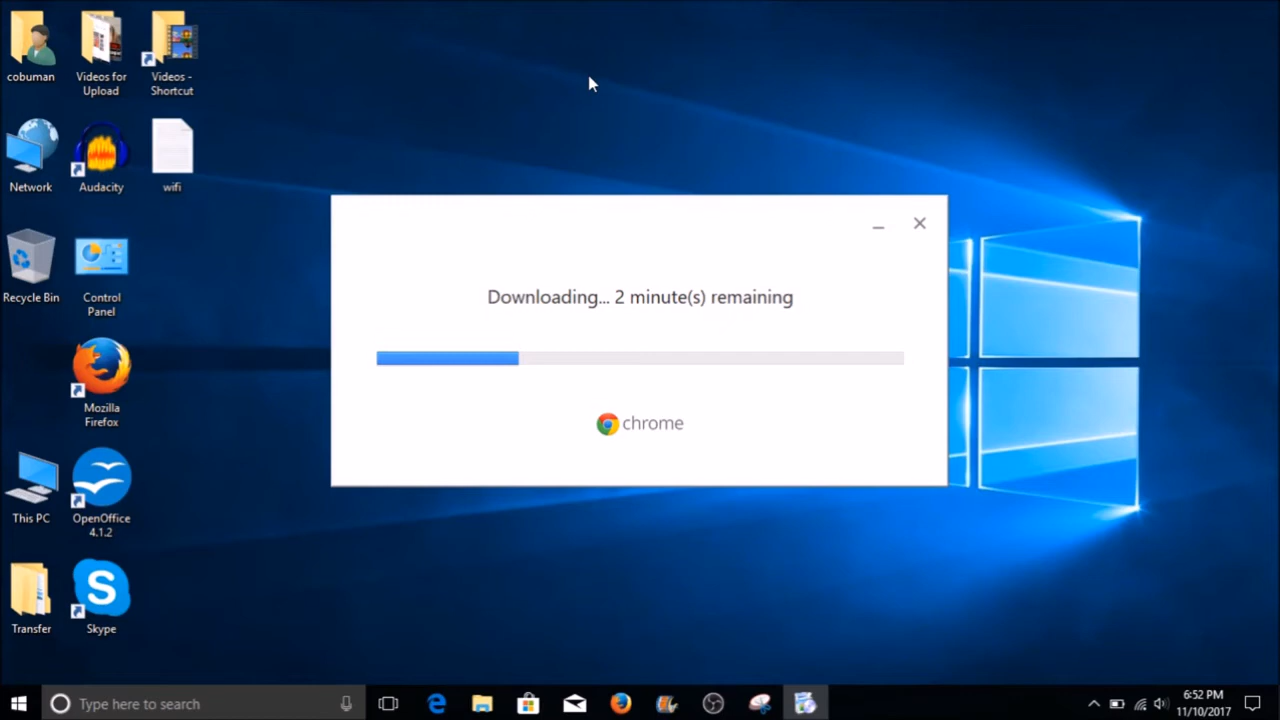 cobuman
Videos for
Upload
Videos -
Shortcut
Network
Audacity
wifi
Recycle Bin
Control
Panel
Mozilla
Firefox
This PC
OpenOffice
4.1.2
Transfer
Skype
Downloading... 2 minute(s) remaining
chrome
Type here to search
6:52 PM
11/10/2017